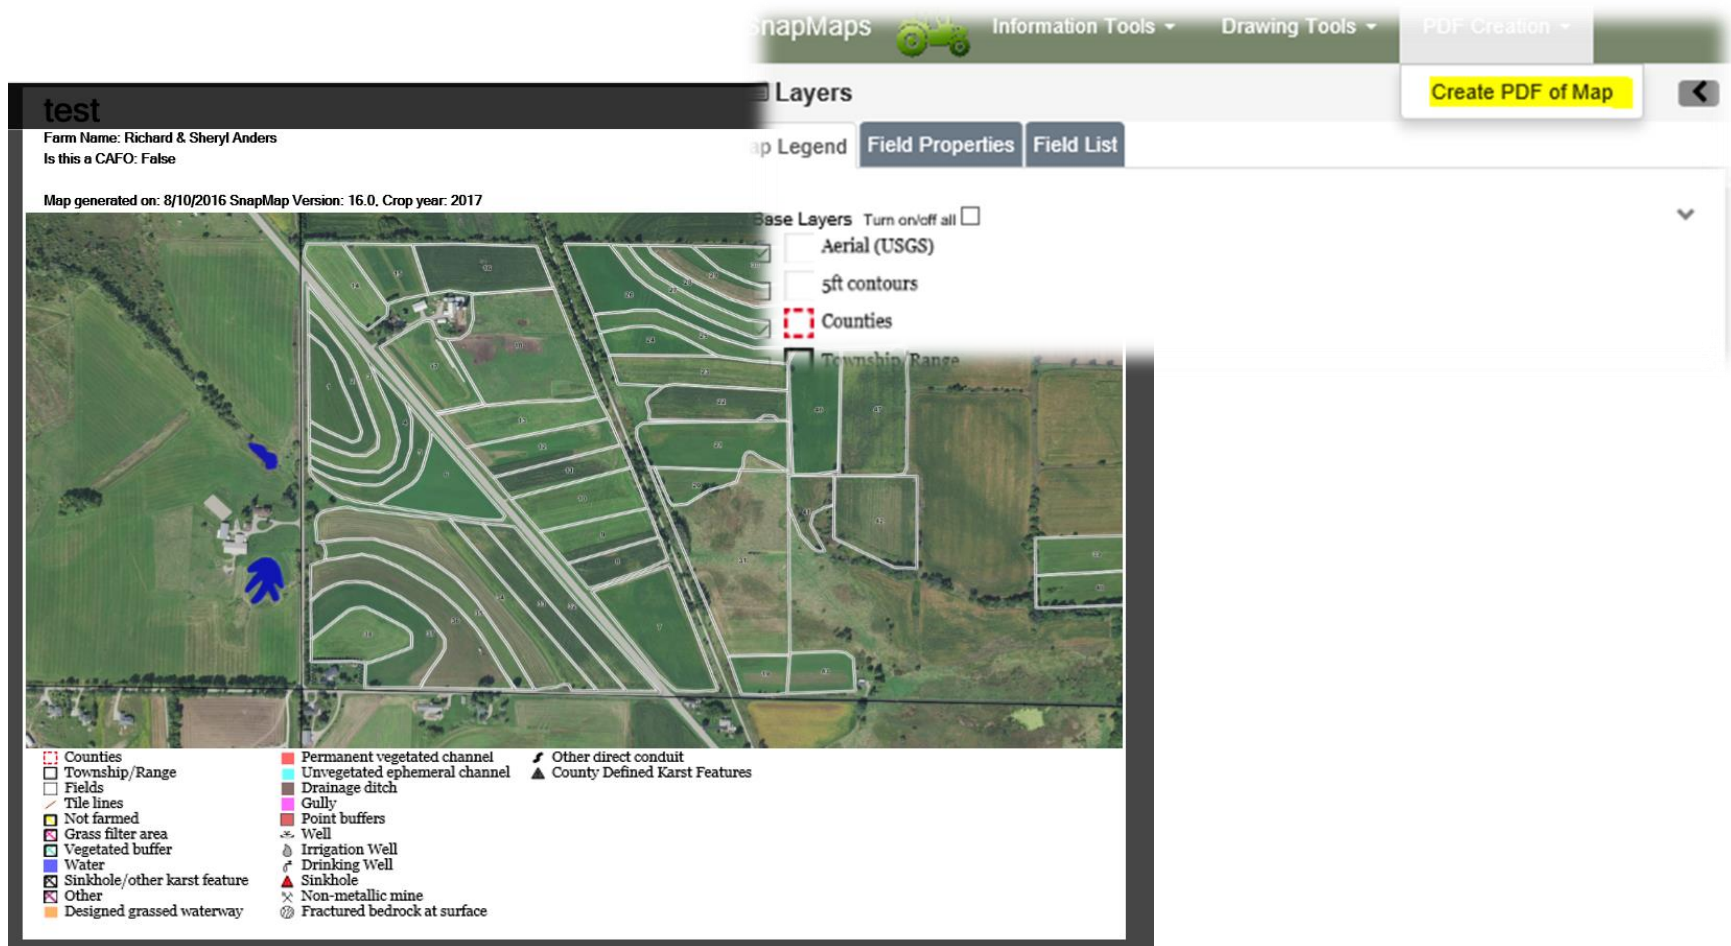 SnapMaps Information Tools Drawing Tools PDF Creation
Create PDF of Map
Layers
Map Legend Field Properties Field List
Base Layers Turn on/off all
Aerial (USGS)
5ft contours
Counties
Township/Range
test
Farm Name: Richard & Sheryl Anders
Is this a CAFO: False
Map generated on: 8/10/2016 SnapMap Version: 16.0, Crop year: 2017
Counties
Township/Range
Fields
Tile lines
Not farmed
Grass filter area
Vegetated buffer
Water
Sinkhole/other karst feature
Other
Designed grassed waterway
Permanent vegetated channel
Unvegetated ephemeral channel
Drainage ditch
Gully
Point buffers
Well
Irrigation Well
Drinking Well
Sinkhole
Non-metallic mine
Fractured bedrock at surface
Other direct conduit
County Defined Karst Features